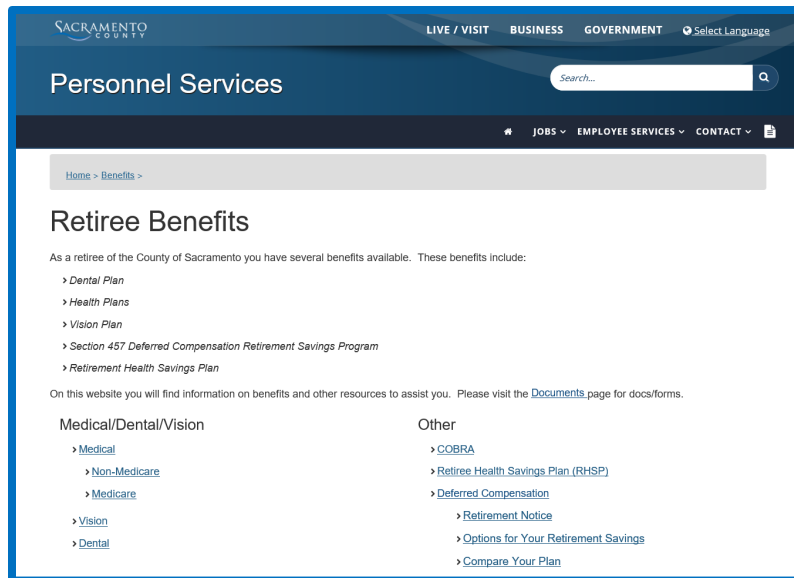 SACRAMENTO
COUNTY
LIVE / VISIT BUSINESS GOVERNMENT Select Language
Personnel Services
Search...
JOBS EMPLOYEE SERVICES CONTACT
Home > Benefits >
Retiree Benefits
As a retiree of the County of Sacramento you have several benefits available. These benefits include:
> Dental Plan
> Health Plans
> Vision Plan
> Section 457 Deferred Compensation Retirement Savings Program
> Retirement Health Savings Plan
On this website you will find information on benefits and other resources to assist you. Please visit the Documents page for docs/forms.
Medical/Dental/Vision
> Medical
> Non-Medicare
> Medicare
> Vision
> Dental
Other
> COBRA
> Retiree Health Savings Plan (RHSP)
> Deferred Compensation
> Retirement Notice
> Options for Your Retirement Savings
> Compare Your Plan